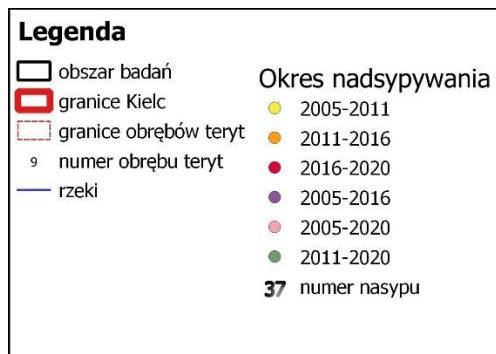 Legenda
obszar badań
granice Kielc
granice obrębów teryt
9 numer obrębu teryt
rzeki
Okres nadsypywania
2005-2011
2011-2016
2016-2020
2005-2016
2005-2020
2011-2020
37 numer nasypu